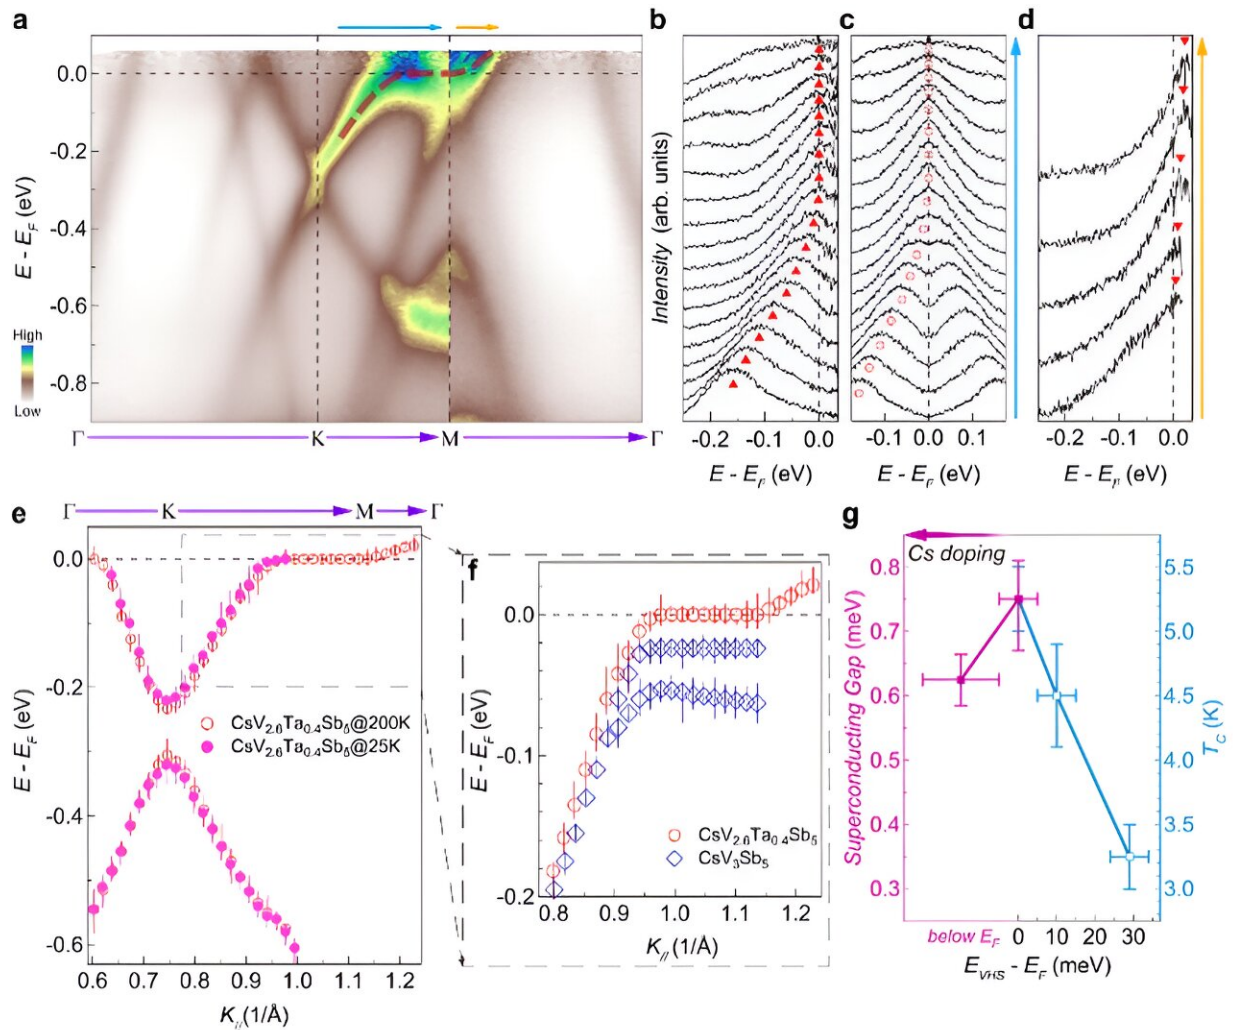 a
0.0
-0.2
-0.4
-0.6
-0.8
E - E_F (eV)
High
Low
Γ K M Γ
b
Intensity (arb. units)
-0.2 -0.1 0.0
E - E_F (eV)
c
-0.1 0.0 0.1
E - E_F (eV)
d
-0.2 -0.1 0.0
E - E_F (eV)
e
Γ K M Γ
0.0
-0.2
-0.4
-0.6
E - E_F (eV)
CsV2.6Ta0.4Sb5@200K
CsV2.6Ta0.4Sb5@25K
0.6 0.7 0.8 0.9 1.0 1.1 1.2
K//(1/Å)
f
0.0
-0.1
-0.2
E - E_F (eV)
CsV2.6Ta0.4Sb5
CsV3Sb5
0.8 0.9 1.0 1.1 1.2
K//(1/Å)
g
Cs doping
0.8
0.7
0.6
0.5
0.4
0.3
Superconducting Gap (meV)
5.5
5.0
4.5
4.0
3.5
3.0
T_C (K)
below E_F 0 10 20 30
E_VHS - E_F (meV)